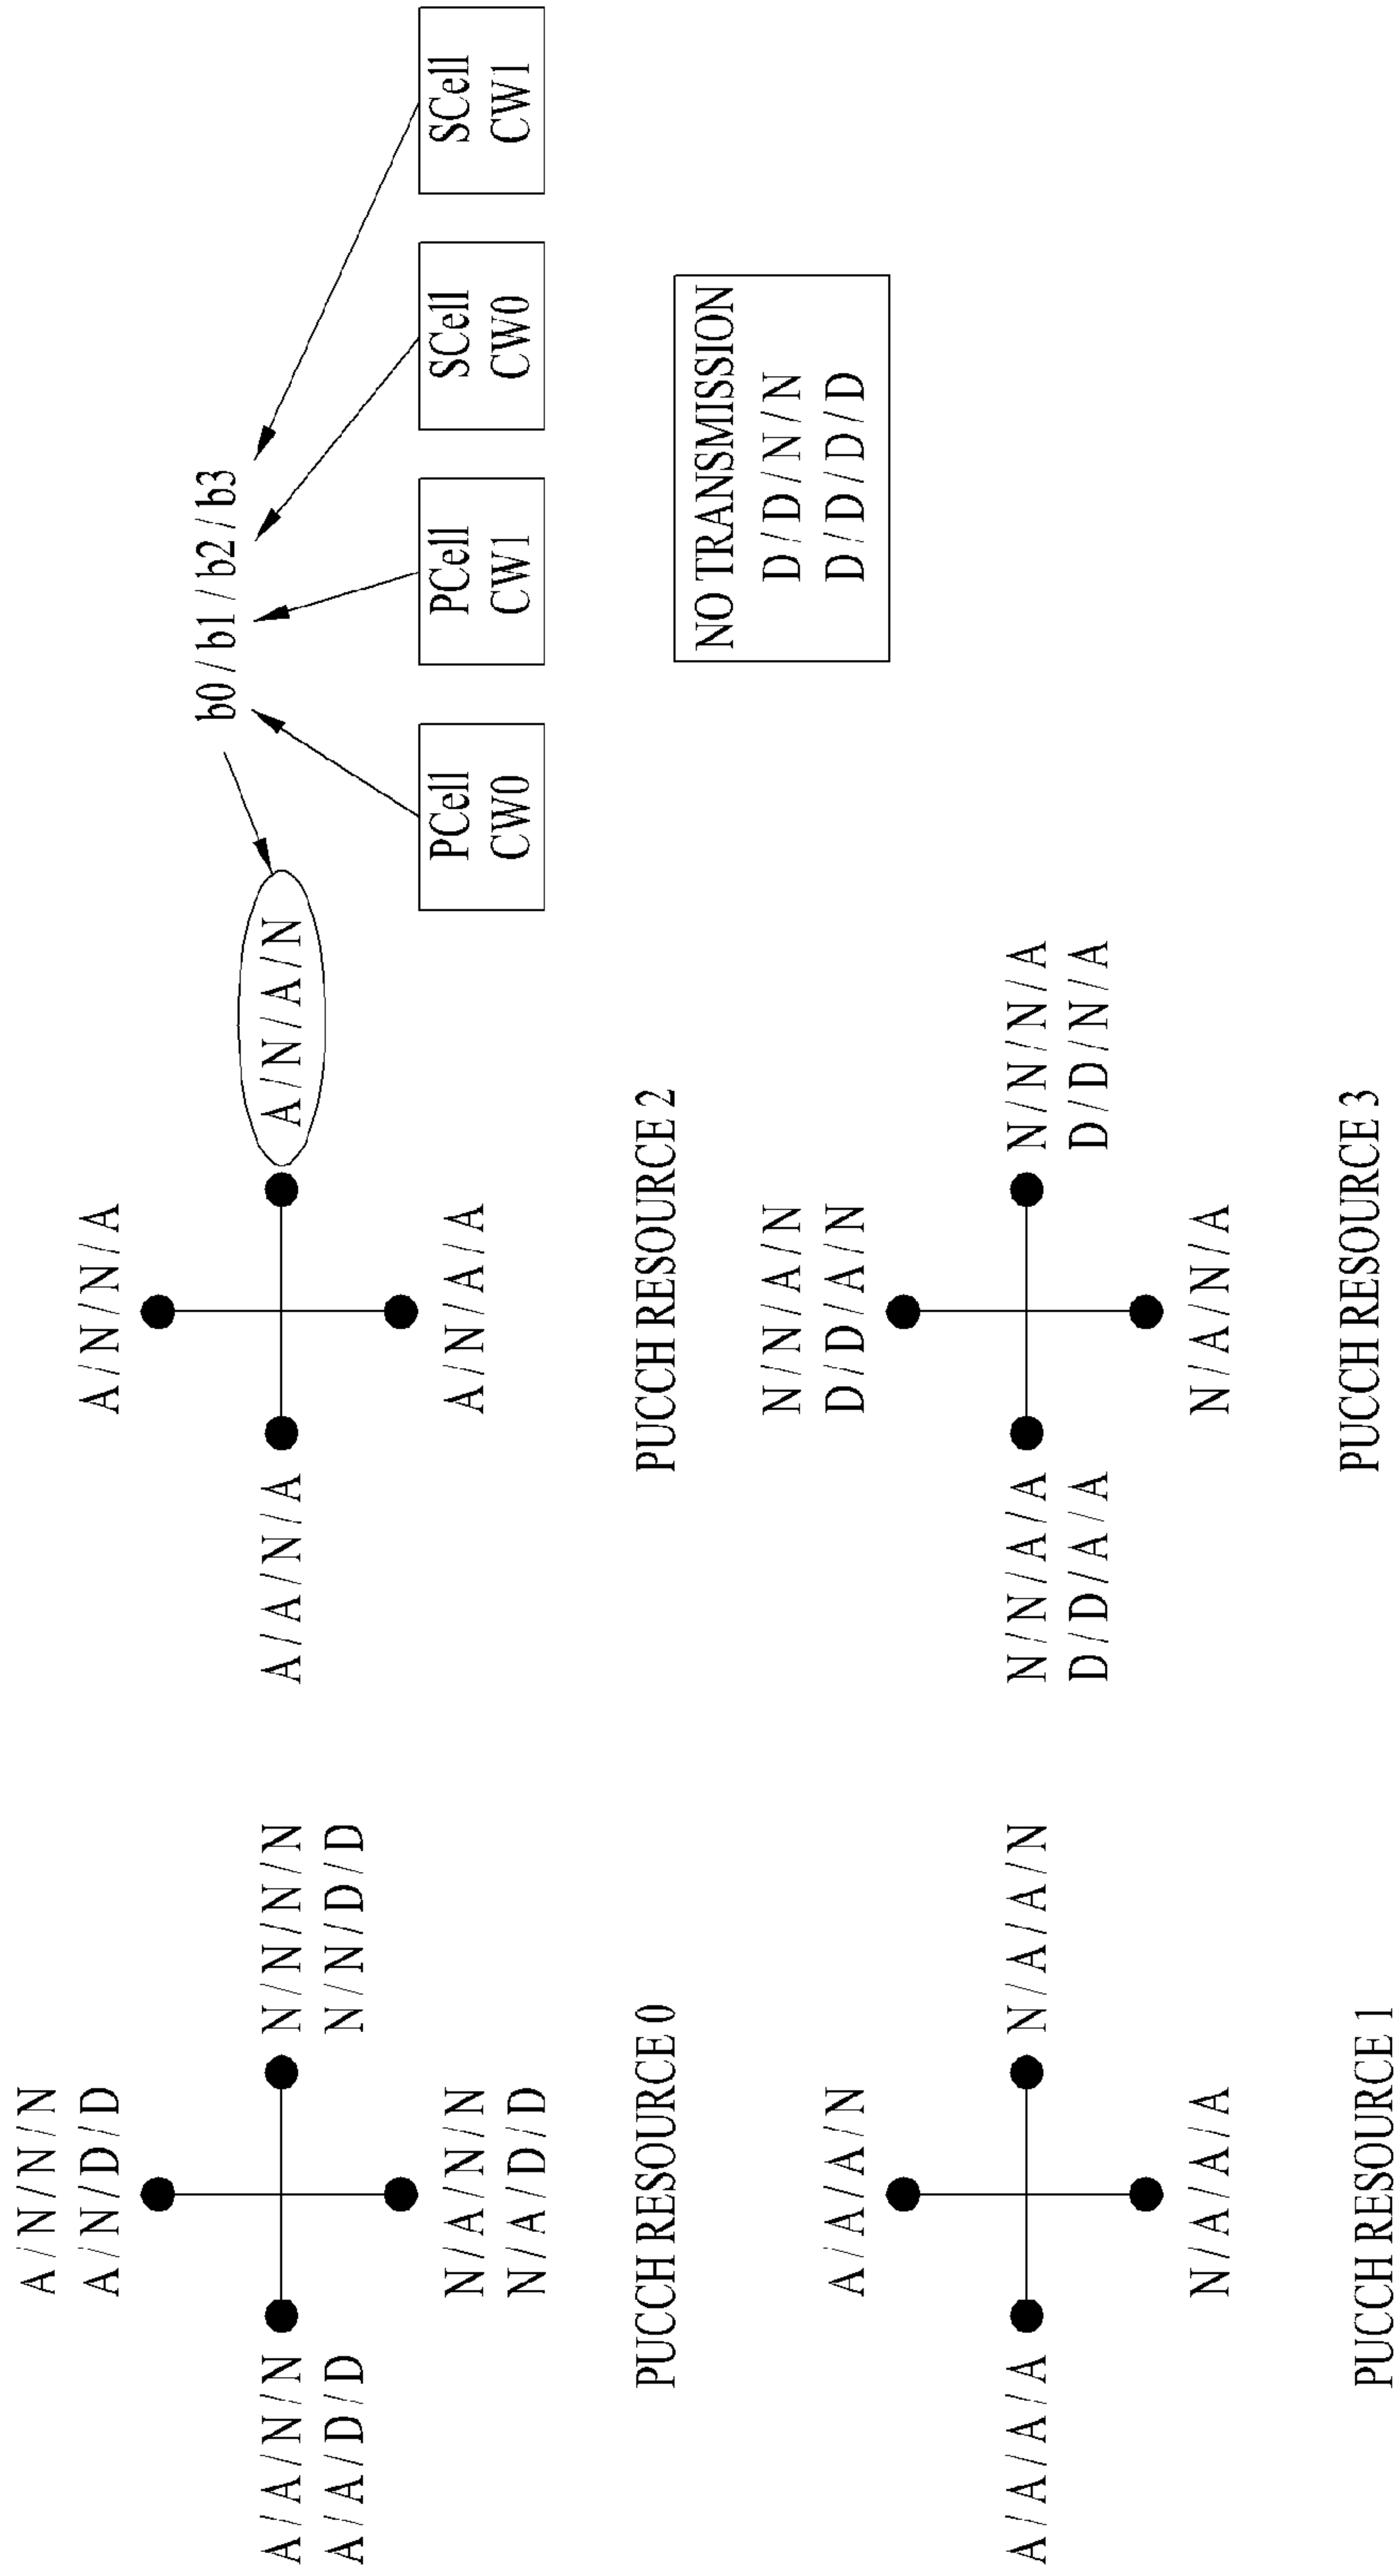 A/N/N/N
A/N/D/D
A/A/N/N
A/A/D/D
N/N/N/N
N/N/D/D
N/A/N/N
N/A/D/D
PUCCH RESOURCE 0
A/N/N/A
A/A/N/A
A/N/A/N
A/N/A/A
PUCCH RESOURCE 2
b0/b1/b2/b3
PCell
CW0
PCell
CW1
SCell
CW0
SCell
CW1
A/A/A/N
A/A/A/A
N/A/A/N
N/A/A/A
PUCCH RESOURCE 1
N/N/A/N
D/D/A/N
N/N/A/A
D/D/A/A
N/N/N/A
D/D/N/A
N/A/N/A
PUCCH RESOURCE 3
NO TRANSMISSION
D/D/N/N
D/D/D/D